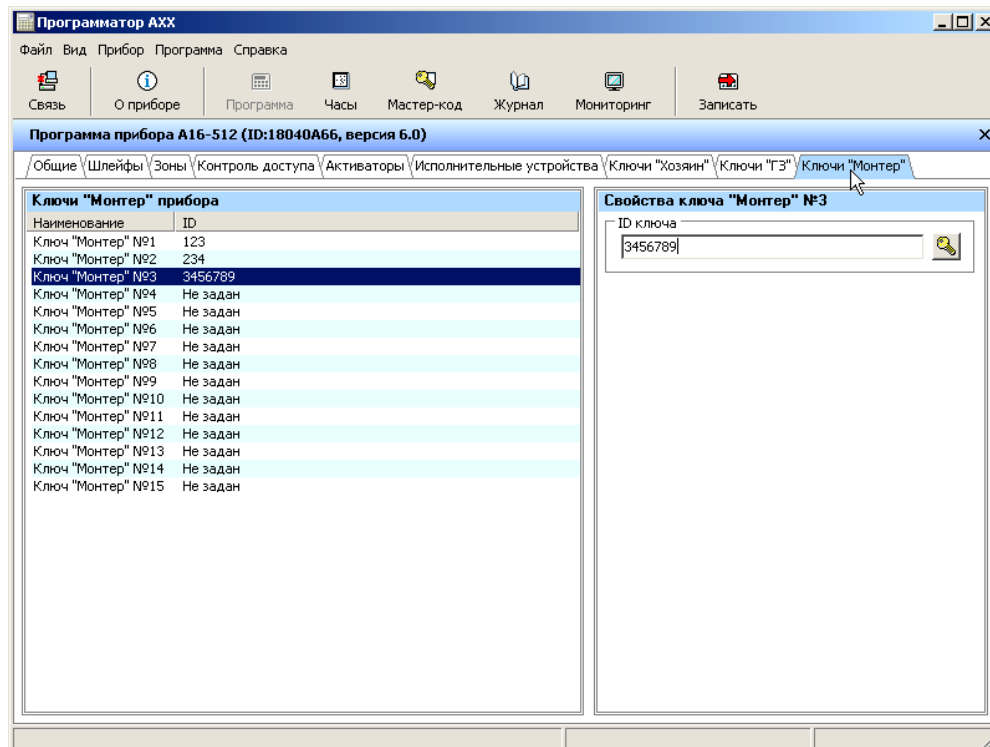 Программатор АХХ
Файл Вид Прибор Программа Справка
Связь О приборе Программа Часы Мастер-код Журнал Мониторинг Записать
Программа прибора А16-512 (ID:18040A66, версия 6.0)
Общие Шлейфы Зоны Контроль доступа Активаторы Исполнительные устройства Ключи "Хозяин" Ключи "ГЗ" Ключи "Монтер"
Ключи "Монтер" прибора
Наименование ID
Ключ "Монтер" №1 123
Ключ "Монтер" №2 234
Ключ "Монтер" №3 3456789
Ключ "Монтер" №4 Не задан
Ключ "Монтер" №5 Не задан
Ключ "Монтер" №6 Не задан
Ключ "Монтер" №7 Не задан
Ключ "Монтер" №8 Не задан
Ключ "Монтер" №9 Не задан
Ключ "Монтер" №10 Не задан
Ключ "Монтер" №11 Не задан
Ключ "Монтер" №12 Не задан
Ключ "Монтер" №13 Не задан
Ключ "Монтер" №14 Не задан
Ключ "Монтер" №15 Не задан
Свойства ключа "Монтер" №3
ID ключа
3456789